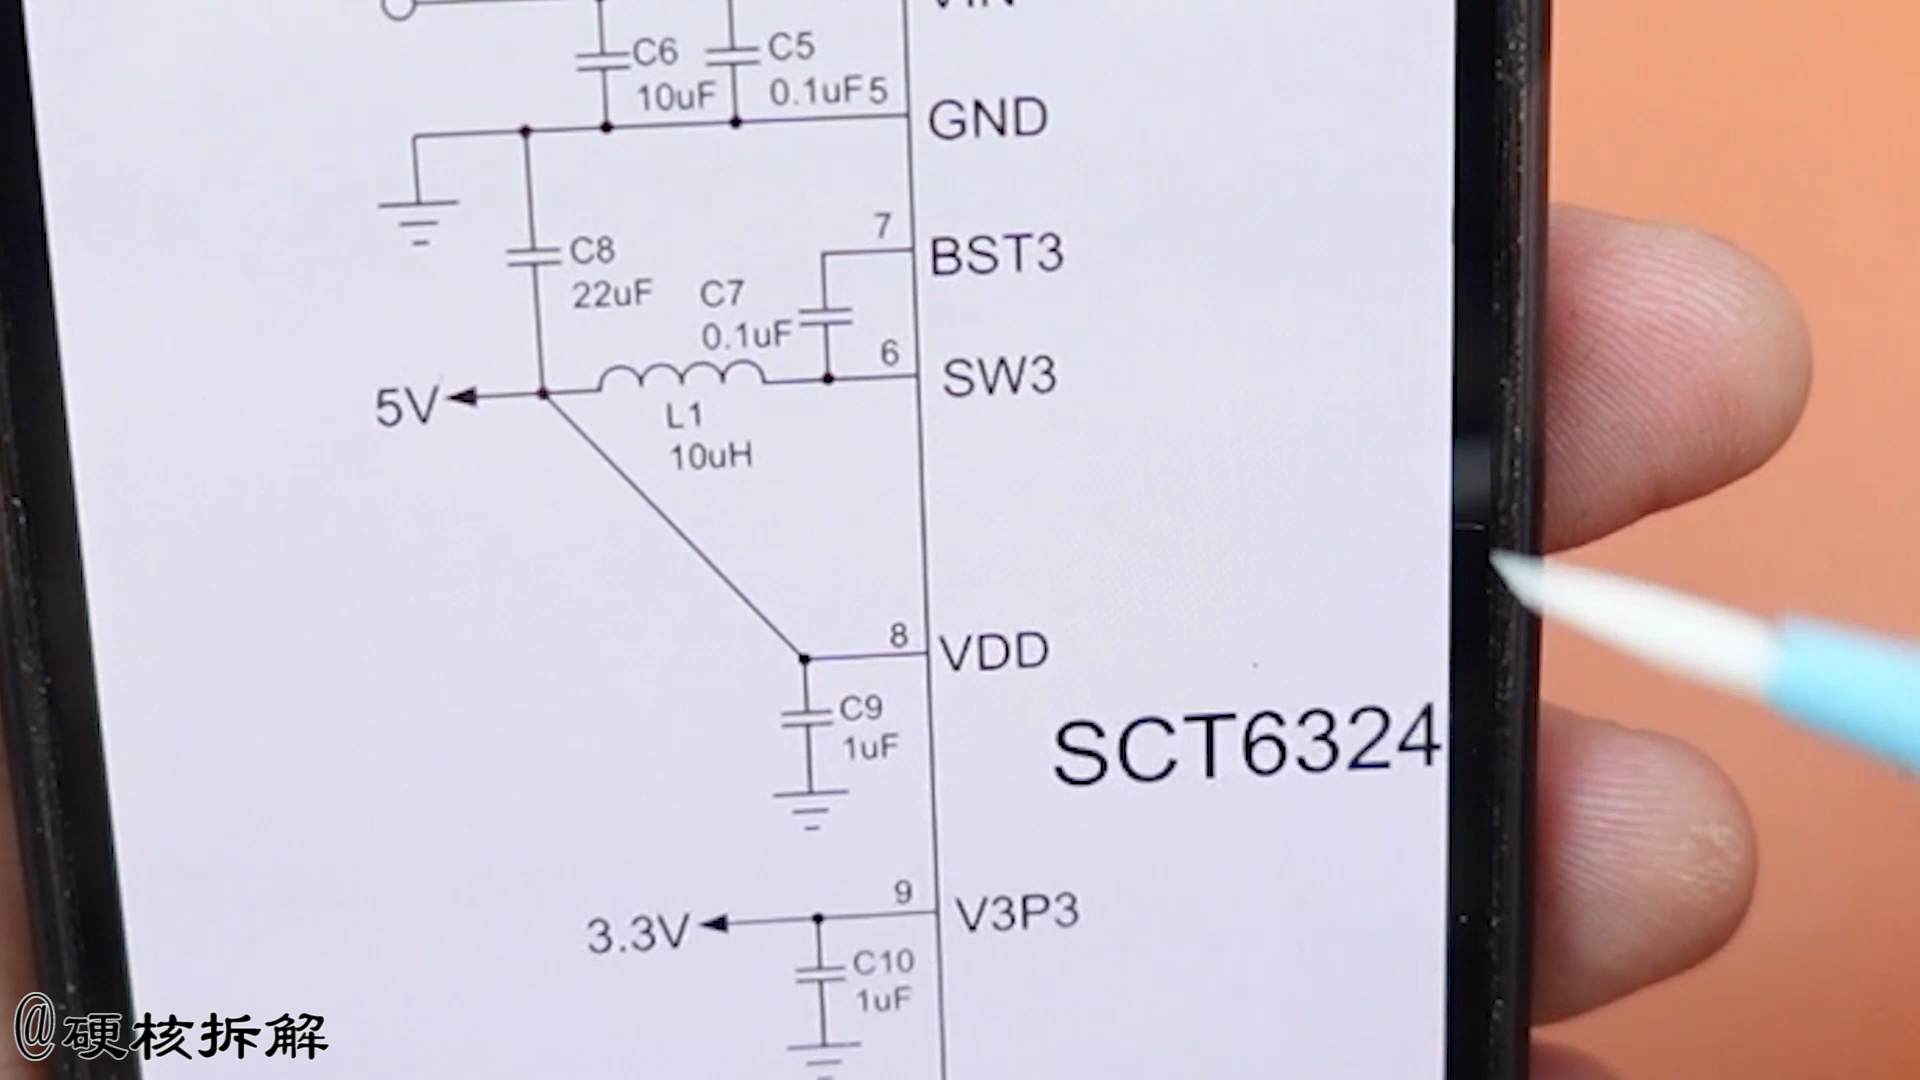 VIN
C6
10uF
C5
0.1uF
5
GND
7
BST3
C8
22uF
C7
0.1uF
6
SW3
5V
L1
10uH
8
VDD
C9
1uF
SCT6324
9
V3P3
3.3V
C10
1uF
@硬核拆解